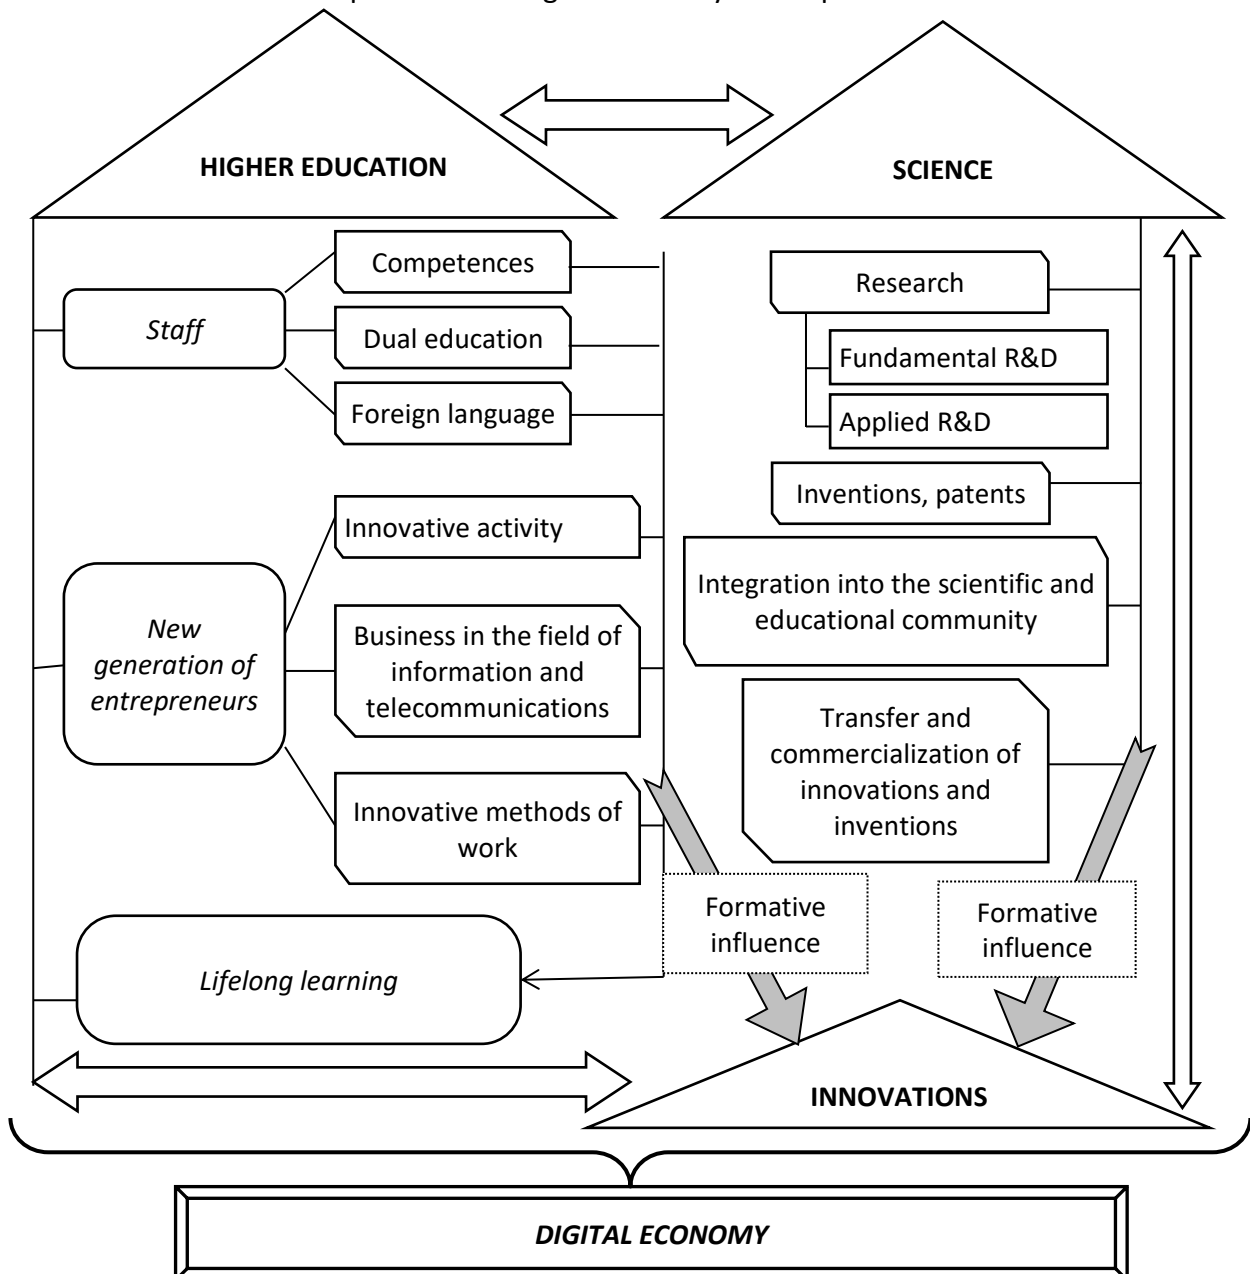 HIGHER EDUCATION
SCIENCE
Competences
Staff
Dual education
Foreign language
Innovative activity
New
generation of
entrepreneurs
Business in the field of
information and
telecommunications
Innovative methods of
work
Lifelong learning
Research
Fundamental R&D
Applied R&D
Inventions, patents
Integration into the scientific and
educational community
Transfer and
commercialization of
innovations and
inventions
Formative
influence
Formative
influence
INNOVATIONS
DIGITAL ECONOMY